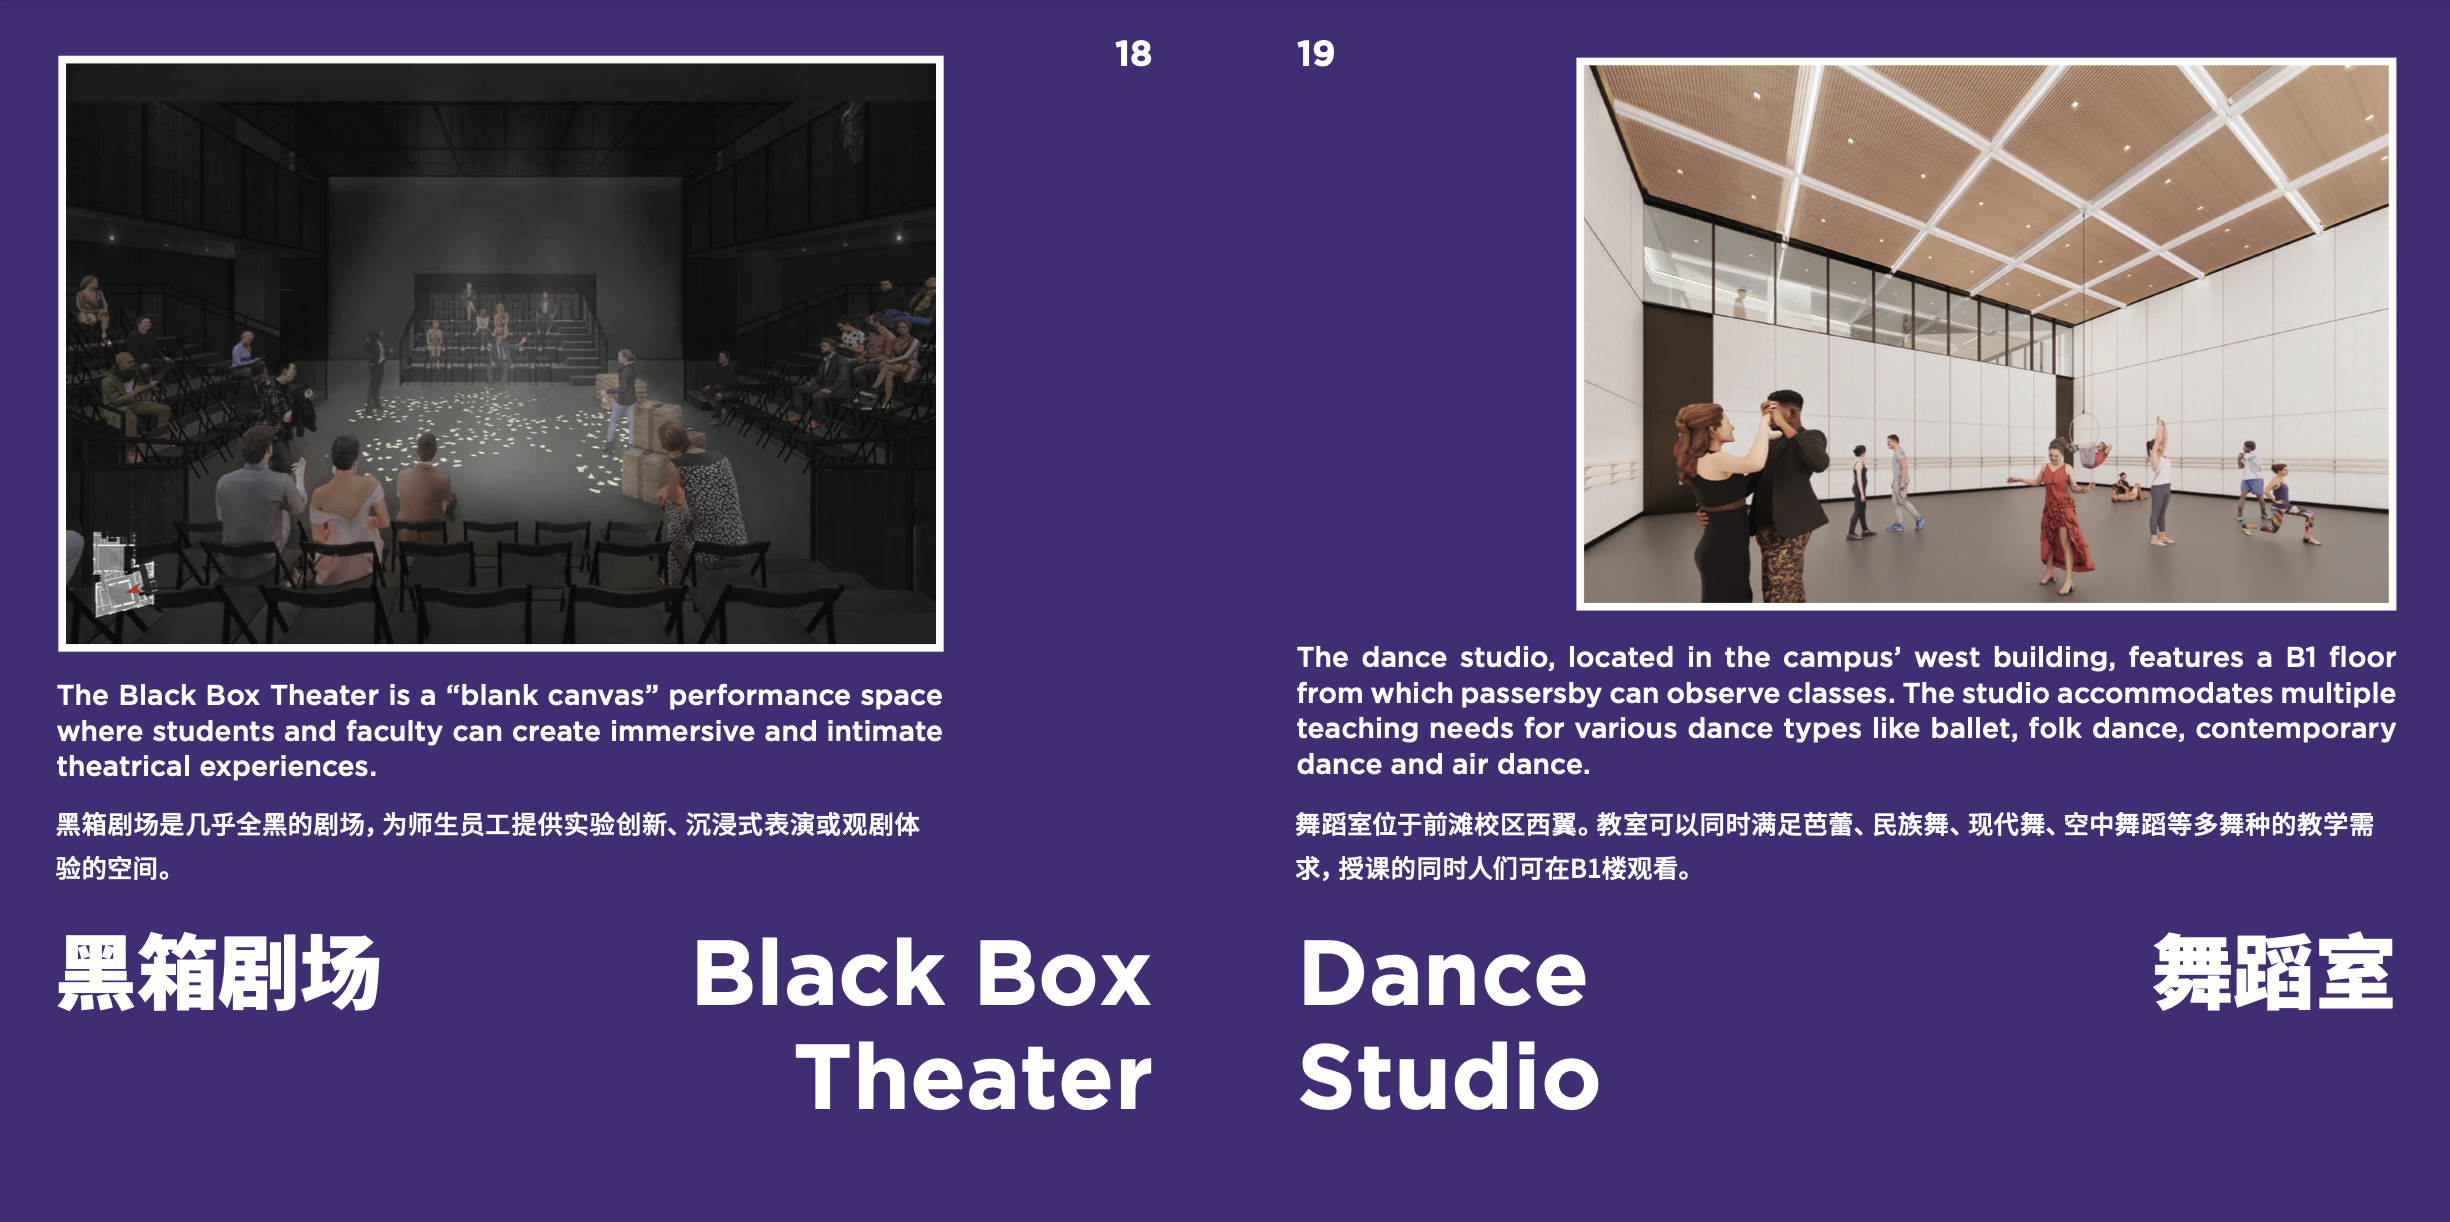 18
The Black Box Theater is a “blank canvas” performance space
where students and faculty can create immersive and intimate
theatrical experiences.
黑箱剧场是几乎全黑的剧场，为师生员工提供实验创新、沉浸式表演或观剧体
验的空间。
黑箱剧场
Black Box
Theater
19
The dance studio, located in the campus’ west building, features a B1 floor
from which passersby can observe classes. The studio accommodates multiple
teaching needs for various dance types like ballet, folk dance, contemporary
dance and air dance.
舞蹈室位于前滩校区西翼。教室可以同时满足芭蕾、民族舞、现代舞、空中舞蹈等多舞种的教学需
求，授课的同时人们可在B1楼观看。
Dance
Studio
舞蹈室